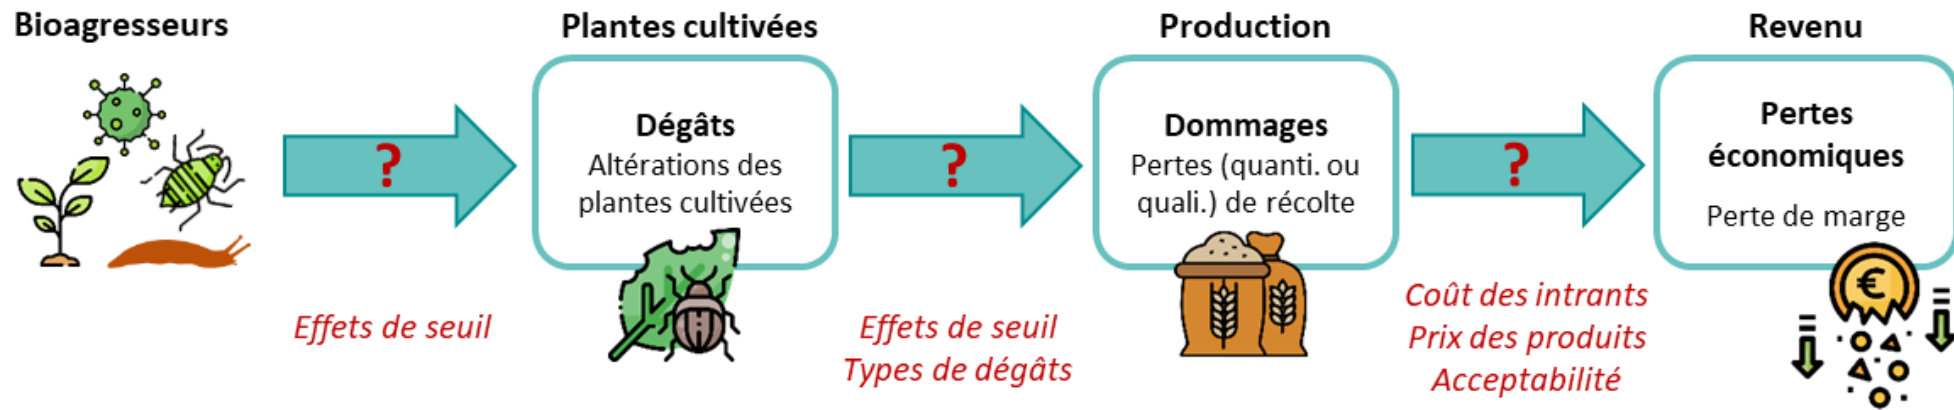 Bioagresseurs
?
Effets de seuil
Plantes cultivées
Dégâts
Altérations des
plantes cultivées
?
Effets de seuil
Types de dégâts
Production
Dommages
Pertes (quanti. ou
quali.) de récolte
?
Coût des intrants
Prix des produits
Acceptabilité
Revenu
Pertes
économiques
Perte de marge
€